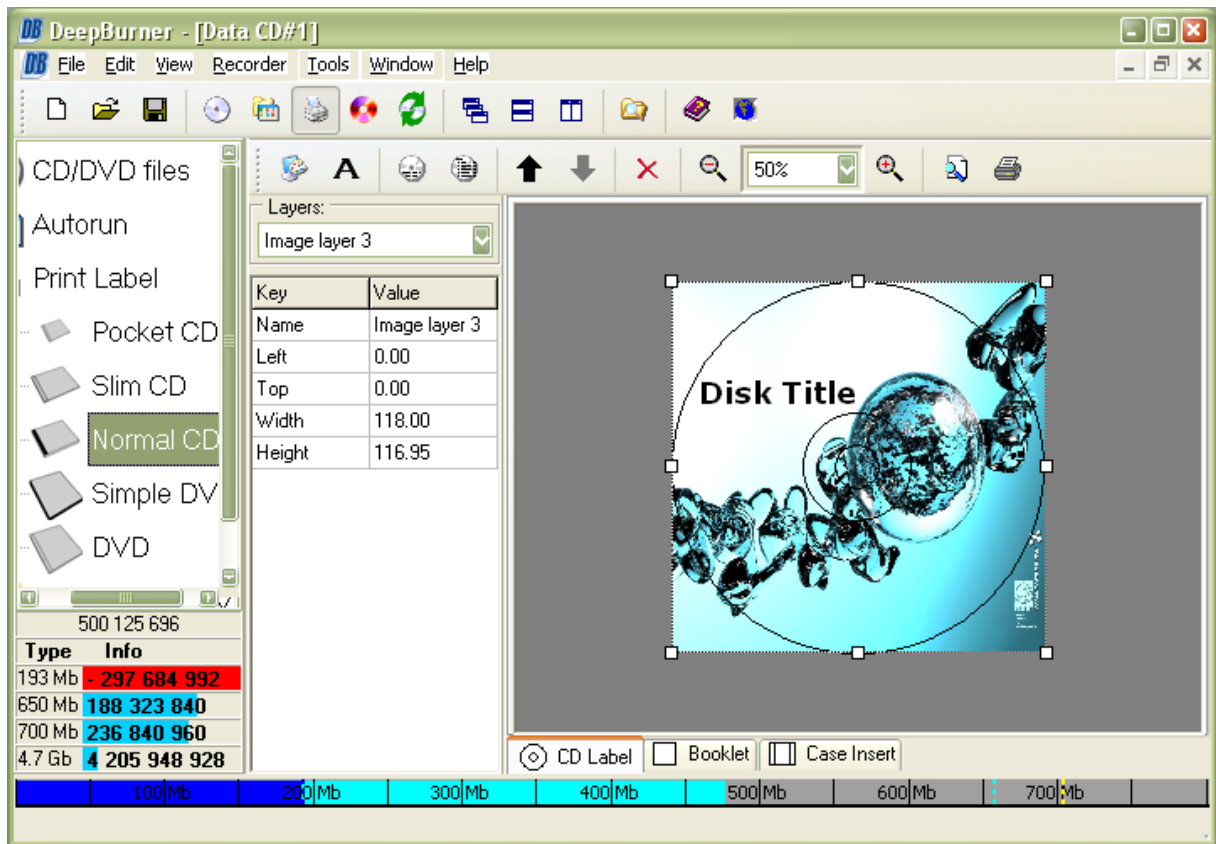 DB DeepBurner - [Data CD#1]
DB File Edit View Recorder Tools Window Help
CD/DVD files
Autorun
Print Label
Pocket CD
Slim CD
Normal CD
Simple DV
DVD
A 50%
Layers:
Image layer 3
Key Value
Name Image layer 3
Left 0.00
Top 0.00
Width 118.00
Height 116.95
Disk Title
CD Label Booklet Case Insert
500 125 696
Type Info
193 Mb - 297 684 992
650 Mb 188 323 840
700 Mb 236 840 960
4.7 Gb 4 205 948 928
100 Mb 200 Mb 300 Mb 400 Mb 500 Mb 600 Mb 700 Mb